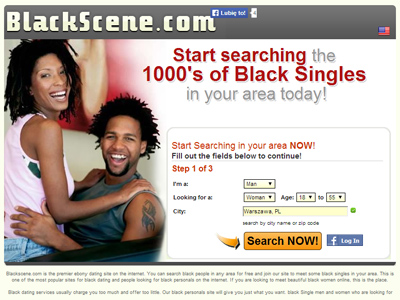 BlackScene.com
Lubię to! 4
Start searching the
1000's of Black Singles
in your area today!
Start Searching in your area NOW!
Fill out the fields below to continue!
Step 1 of 3
I'm a: Man
Looking for a: Woman Age: 18 to 55
City: Warszawa, PL
search by city name or zip code
Search NOW! Log In
Blackscene.com is the premier ebony dating site on the internet. You can search black people in any area for free and join our site to meet some black singles in your area. This is
one of the most popular sites for black dating and people looking for black personals on the internet. If you are looking to meet beautiful black women online, this is the place.
Black dating services usually charge you too much and offer too little. Our black personals site will give you just what you want, black Single men and women who are looking for